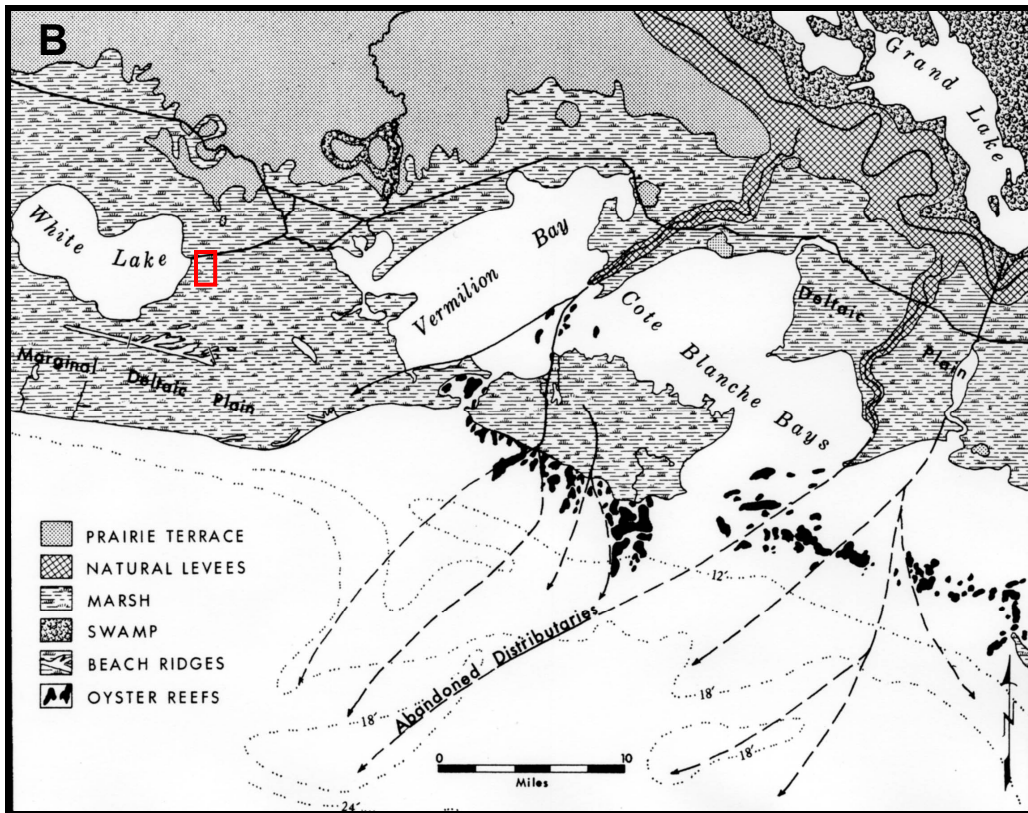 B
Grand Lake
White Lake
Vermilion Bay
Cote Blanche Bays
Deltaic Plain
Marginal Deltaic Plain
PRAIRIE TERRACE
NATURAL LEVEES
MARSH
SWAMP
BEACH RIDGES
OYSTER REEFS
Abandoned Distributaries
12'
18'
18'
18'
24'
0 10
Miles